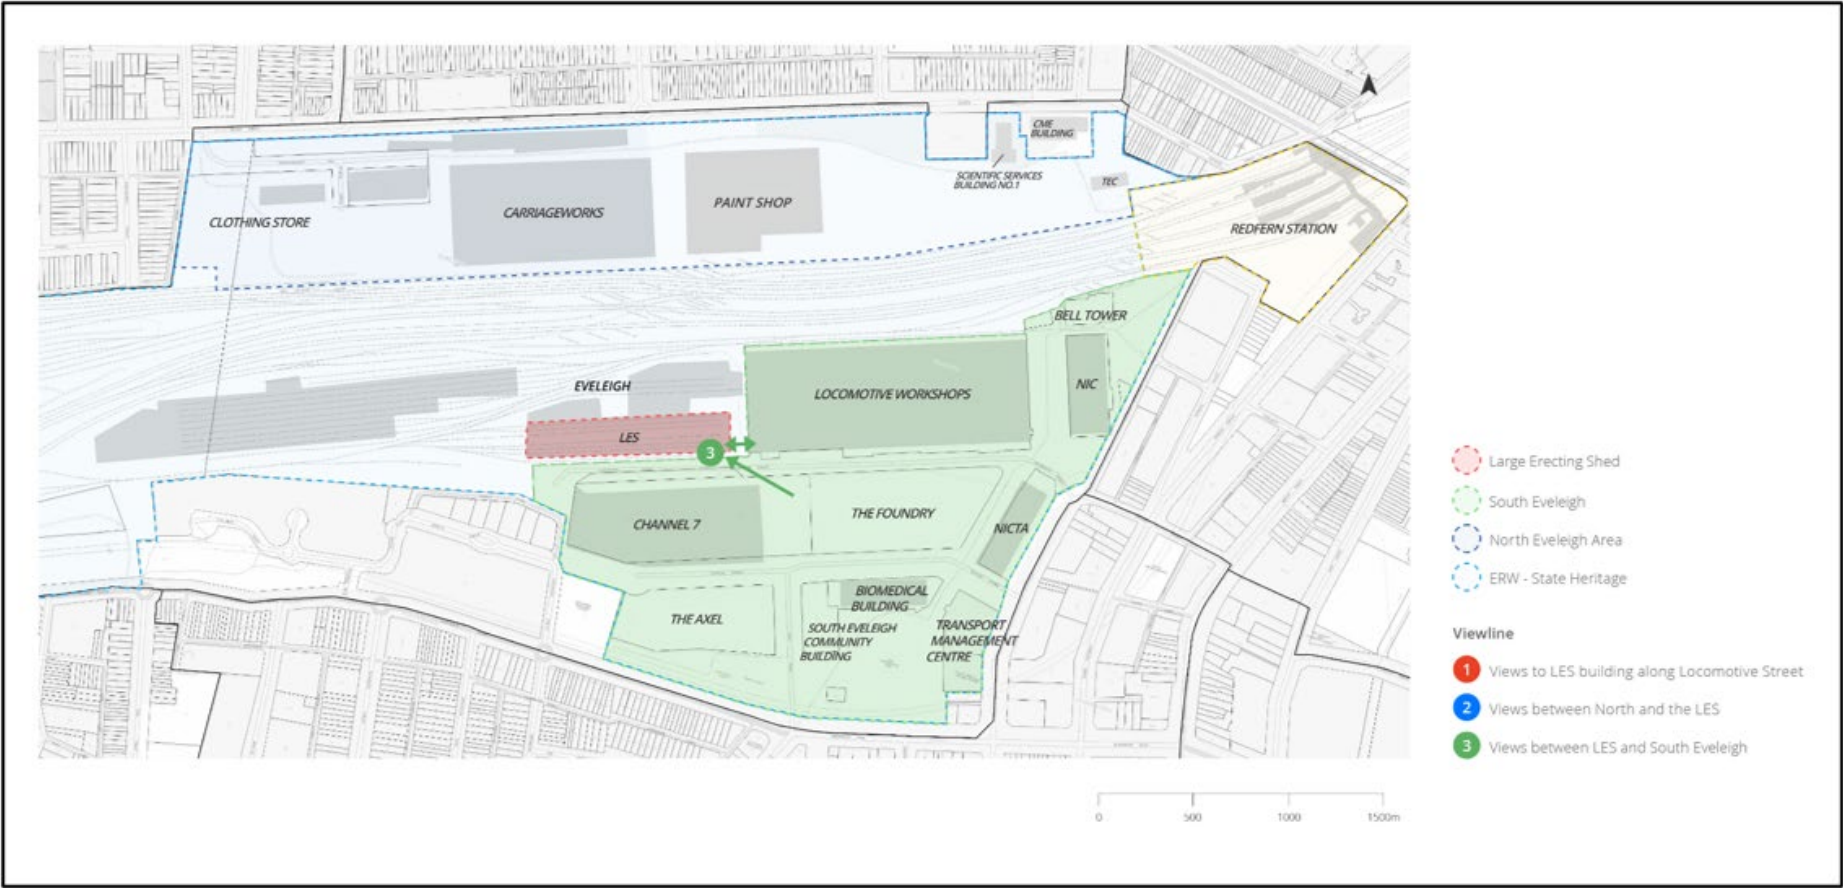 CME
BUILDING
SCIENTIFIC SERVICES
BUILDING NO.1
TEC
CLOTHING STORE
CARRIAGEWORKS
PAINT SHOP
REDFERN STATION
BELL TOWER
EVELEIGH
LOCOMOTIVE WORKSHOPS
NIC
LES
3
CHANNEL 7
THE FOUNDRY
NICTA
BIOMEDICAL
BUILDING
THE AXEL
SOUTH EVELEIGH
COMMUNITY
BUILDING
TRANSPORT
MANAGEMENT
CENTRE
Large Erecting Shed
South Eveleigh
North Eveleigh Area
ERW - State Heritage
Viewline
1 Views to LES building along Locomotive Street
2 Views between North and the LES
3 Views between LES and South Eveleigh
0 500 1000 1500m